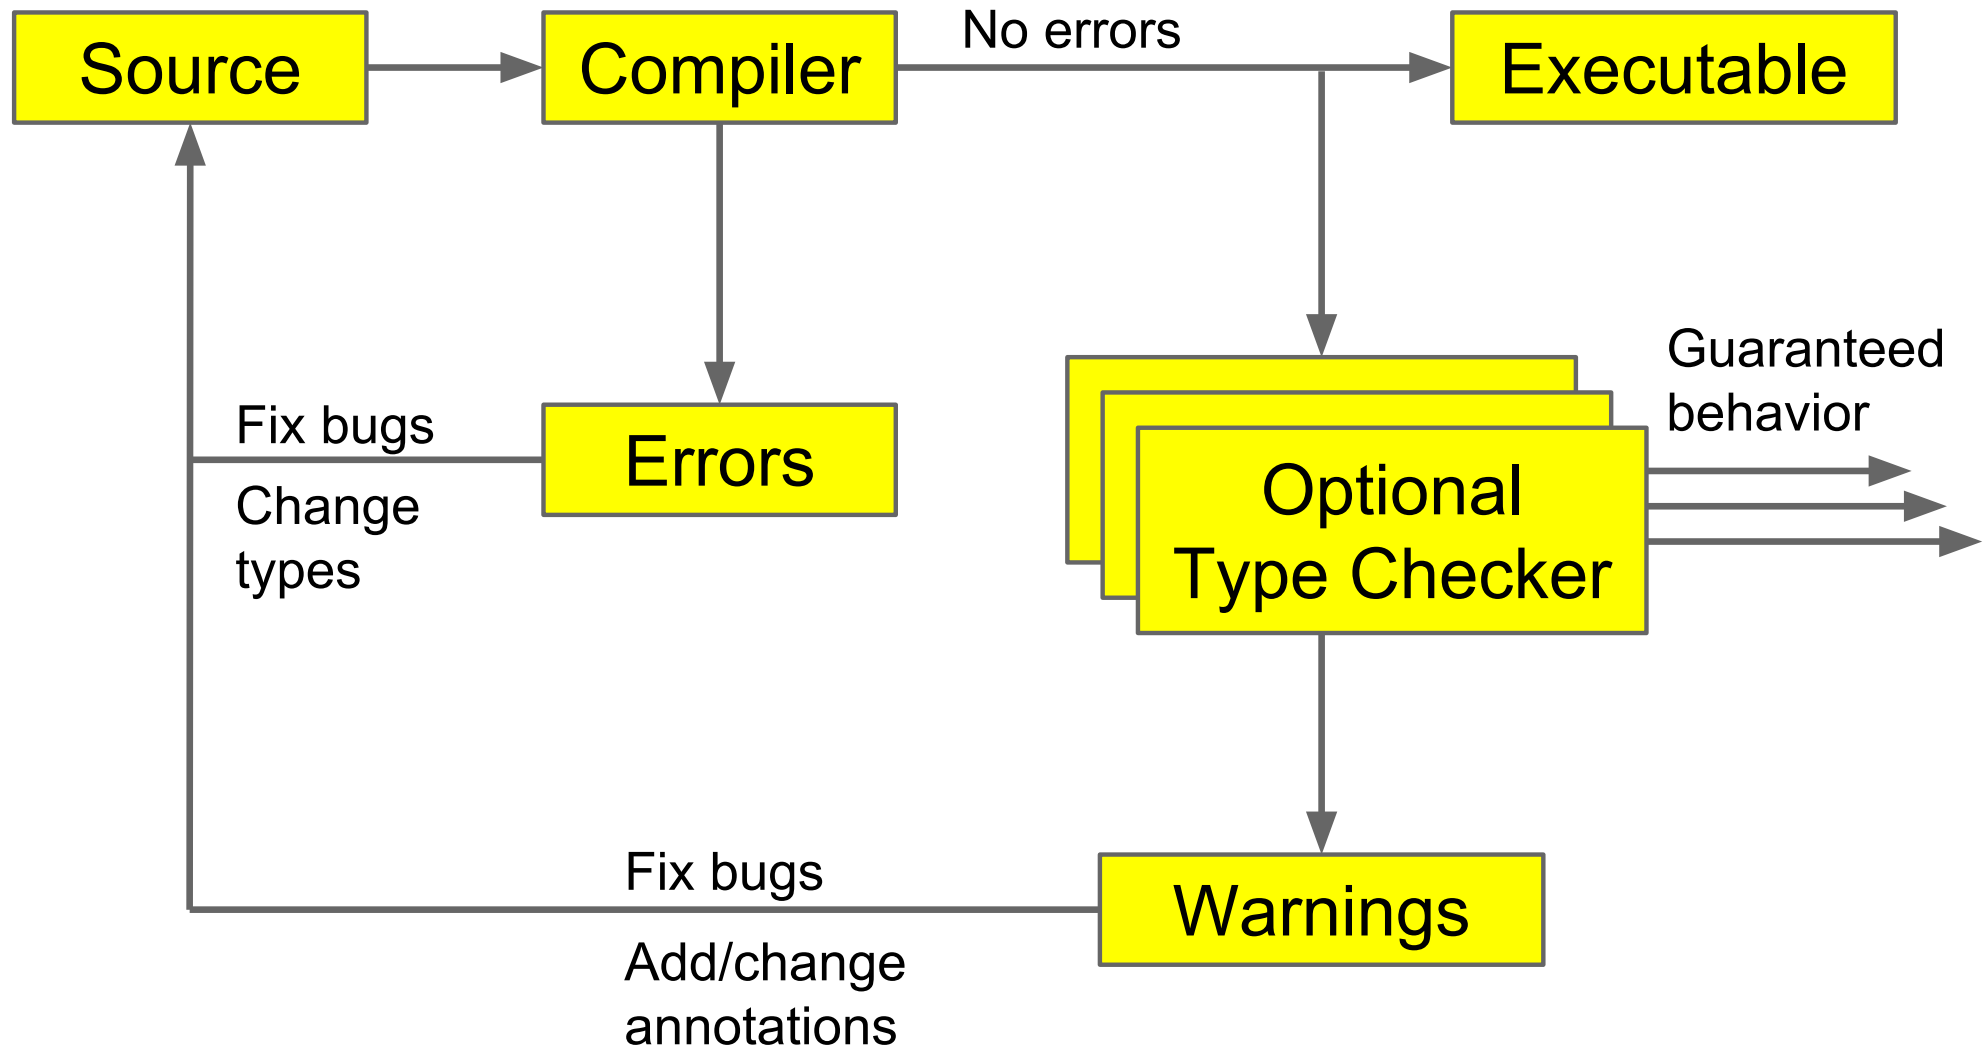 Source
Compiler
No errors
Executable
Guaranteed
behavior
Fix bugs
Errors
Change
types
Optional
Type Checker
Fix bugs
Warnings
Add/change
annotations